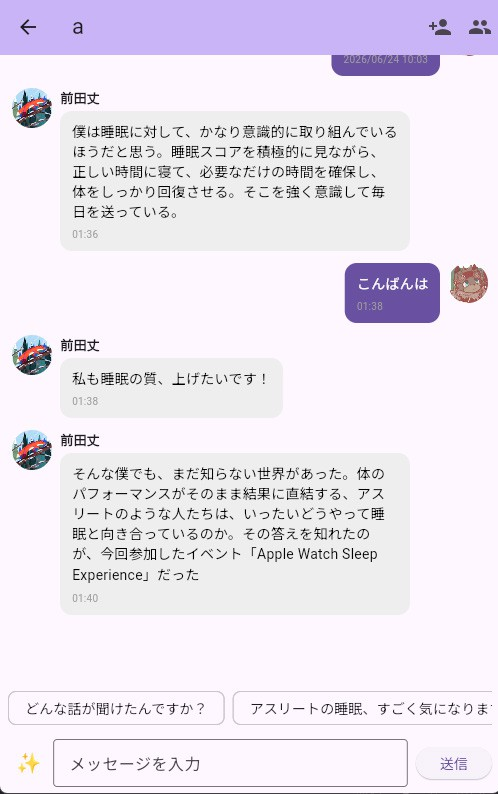 a
2026/06/24 10:03
前田丈
僕は睡眠に対して、かなり意識的に取り組んでいる
ほうだと思う。睡眠スコアを積極的に見ながら、
正しい時間に寝て、必要なだけの時間を確保し、
体をしっかり回復させる。そこを強く意識して毎
日を送っている。
01:36
こんばんは
01:38
前田丈
私も睡眠の質、上げたいです！
01:38
前田丈
そんな僕でも、まだ知らない世界があった。体の
パフォーマンスがそのまま結果に直結する、アス
リートのような人たちは、いったいどうやって睡
眠と向き合っているのか。その答えを知れたの
が、今回参加したイベント「Apple Watch Sleep
Experience」だった
01:40
どんな話が聞けたんですか？
アスリートの睡眠、すごく気になりま
メッセージを入力
送信